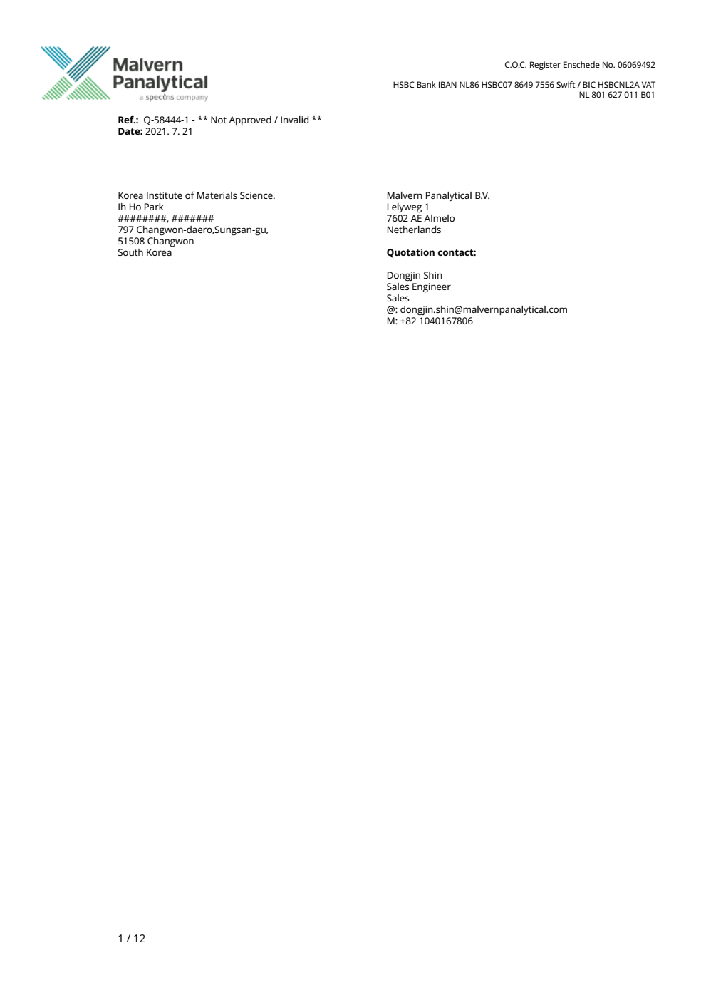 Malvern
Panalytical
a spectris company
C.O.C. Register Enschede No. 06069492
HSBC Bank IBAN NL86 HSBC07 8649 7556 Swift / BIC HSBCNL2A VAT
NL 801 627 011 B01
Ref.: Q-58444-1 - ** Not Approved / Invalid **
Date: 2021. 7. 21
Korea Institute of Materials Science.
Ih Ho Park
########, #######
797 Changwon-daero,Sungsan-gu,
51508 Changwon
South Korea
Malvern Panalytical B.V.
Lelyweg 1
7602 AE Almelo
Netherlands
Quotation contact:
Dongjin Shin
Sales Engineer
Sales
@: dongjin.shin@malvernpanalytical.com
M: +82 1040167806
1 / 12